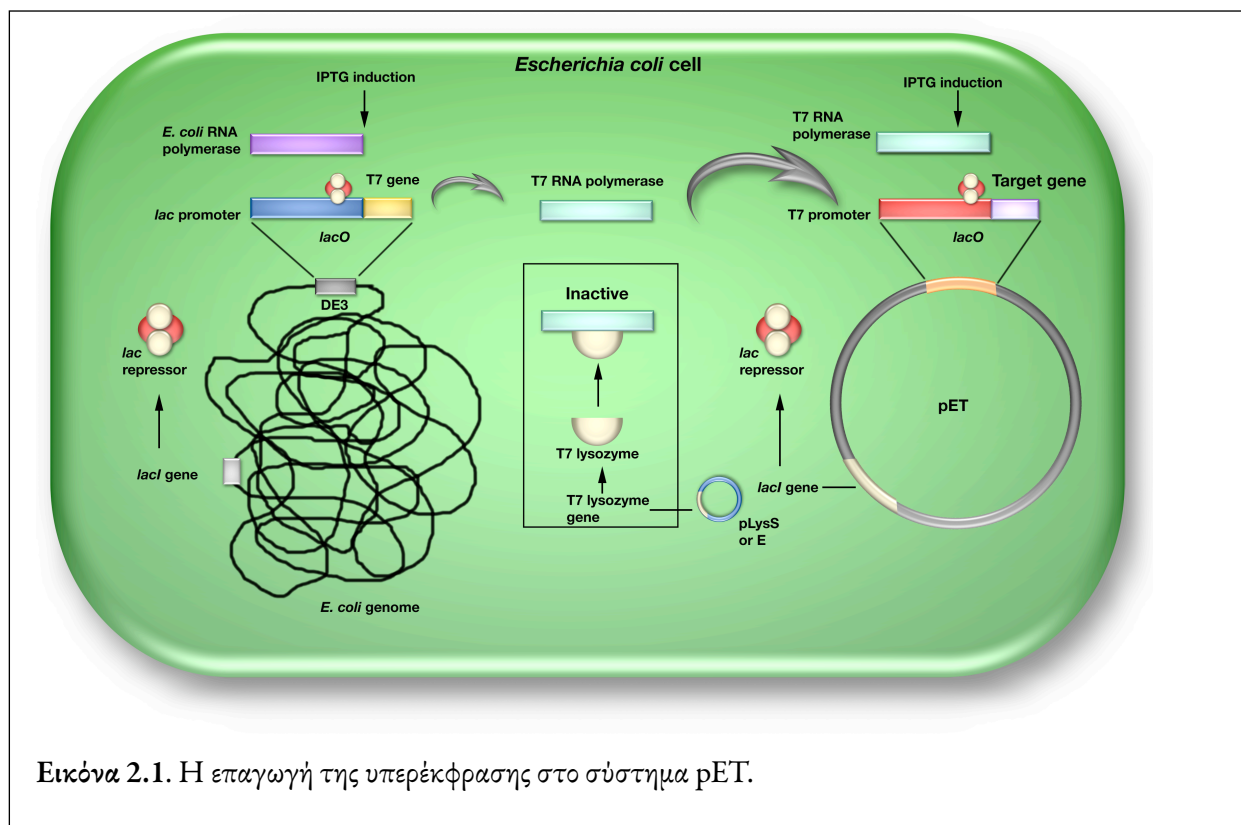 Escherichia coli cell
IPTG induction
E. coli RNA
polymerase
T7 gene
lac promoter
lacO
DE3
lac
repressor
lacI gene
E. coli genome
T7 RNA polymerase
Inactive
T7 lysozyme
T7 lysozyme
gene
pLysS
or E
IPTG induction
T7 RNA
polymerase
Target gene
T7 promoter
lacO
lac
repressor
pET
lacI gene
Εικόνα 2.1. Η επαγωγή της υπερέκφρασης στο σύστημα pET.